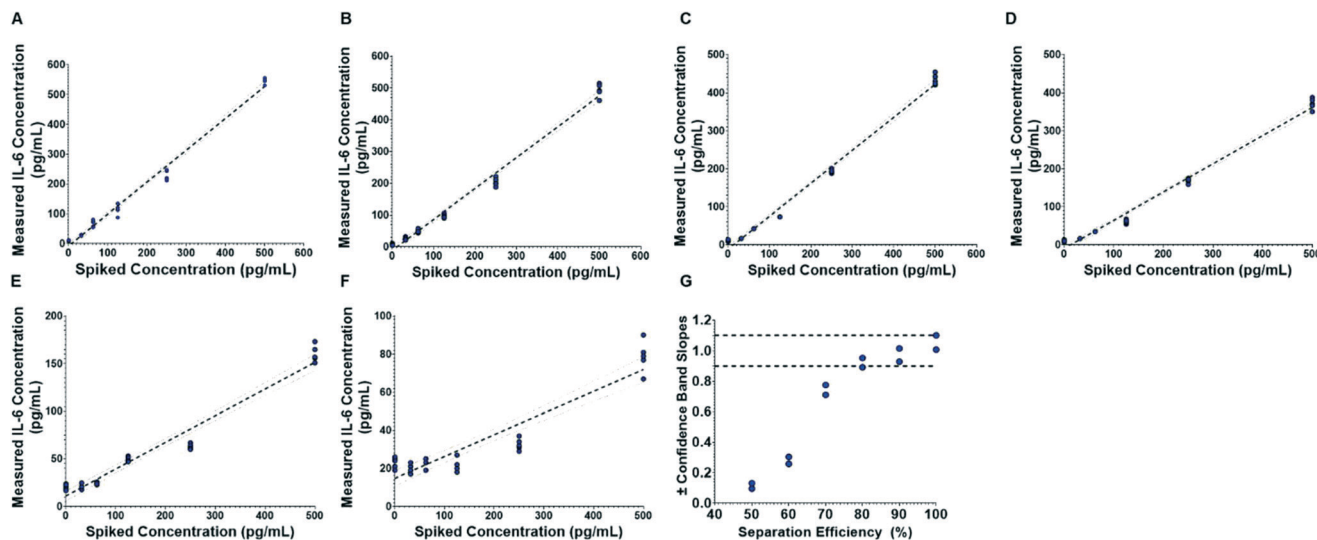 A
Measured IL-6 Concentration
(pg/mL)
600
500
400
300
200
100
0
0 100 200 300 400 500 600
Spiked Concentration (pg/mL)
B
Measured IL-6 Concentration
(pg/mL)
600
500
400
300
200
100
0
0 100 200 300 400 500 600
Spiked Concentration (pg/mL)
C
Measured IL-6 Concentration
(pg/mL)
500
400
300
200
100
0
0 100 200 300 400 500 600
Spiked Concentration (pg/mL)
D
Measured IL-6 Concentration
(pg/mL)
500
400
300
200
100
0
0 100 200 300 400 500
Spiked Concentration (pg/mL)
E
Measured IL-6 Concentration
(pg/mL)
200
150
100
50
0
0 100 200 300 400 500
Spiked Concentration (pg/mL)
F
Measured IL-6 Concentration
(pg/mL)
100
80
60
40
20
0
0 100 200 300 400 500
Spiked Concentration (pg/mL)
G
± Confidence Band Slopes
1.2
1.0
0.8
0.6
0.4
0.2
0.0
40 50 60 70 80 90 100
Separation Efficiency (%)